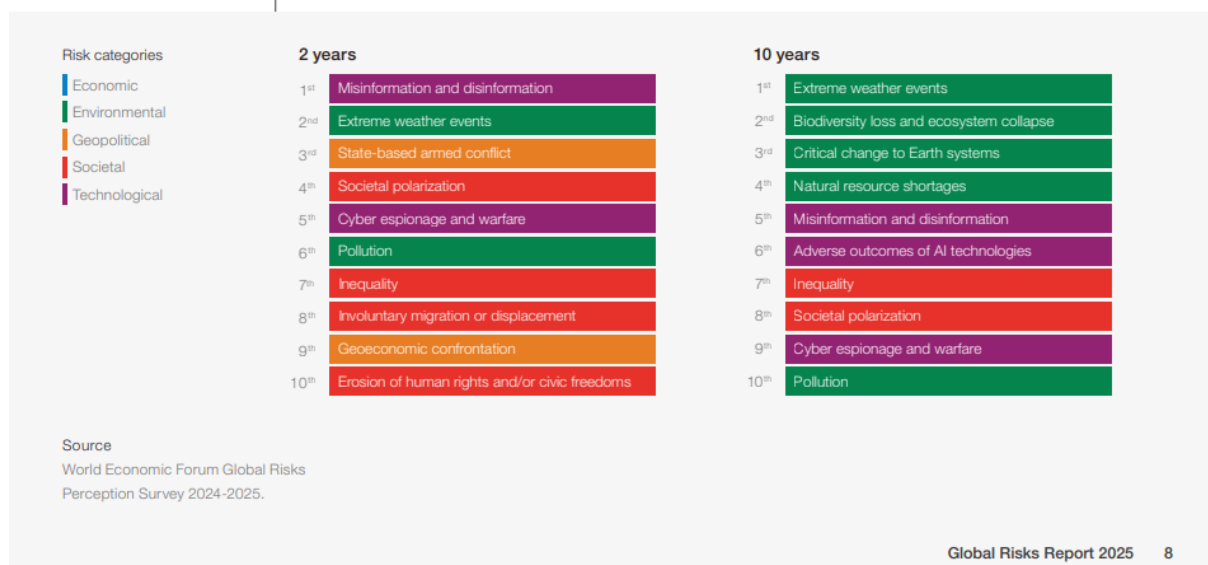 Risk categories
Economic
Environmental
Geopolitical
Societal
Technological
2 years
1st Misinformation and disinformation
2nd Extreme weather events
3rd State-based armed conflict
4th Societal polarization
5th Cyber espionage and warfare
6th Pollution
7th Inequality
8th Involuntary migration or displacement
9th Geoeconomic confrontation
10th Erosion of human rights and/or civic freedoms
10 years
1st Extreme weather events
2nd Biodiversity loss and ecosystem collapse
3rd Critical change to Earth systems
4th Natural resource shortages
5th Misinformation and disinformation
6th Adverse outcomes of AI technologies
7th Inequality
8th Societal polarization
9th Cyber espionage and warfare
10th Pollution
Source
World Economic Forum Global Risks
Perception Survey 2024-2025.
Global Risks Report 2025 8